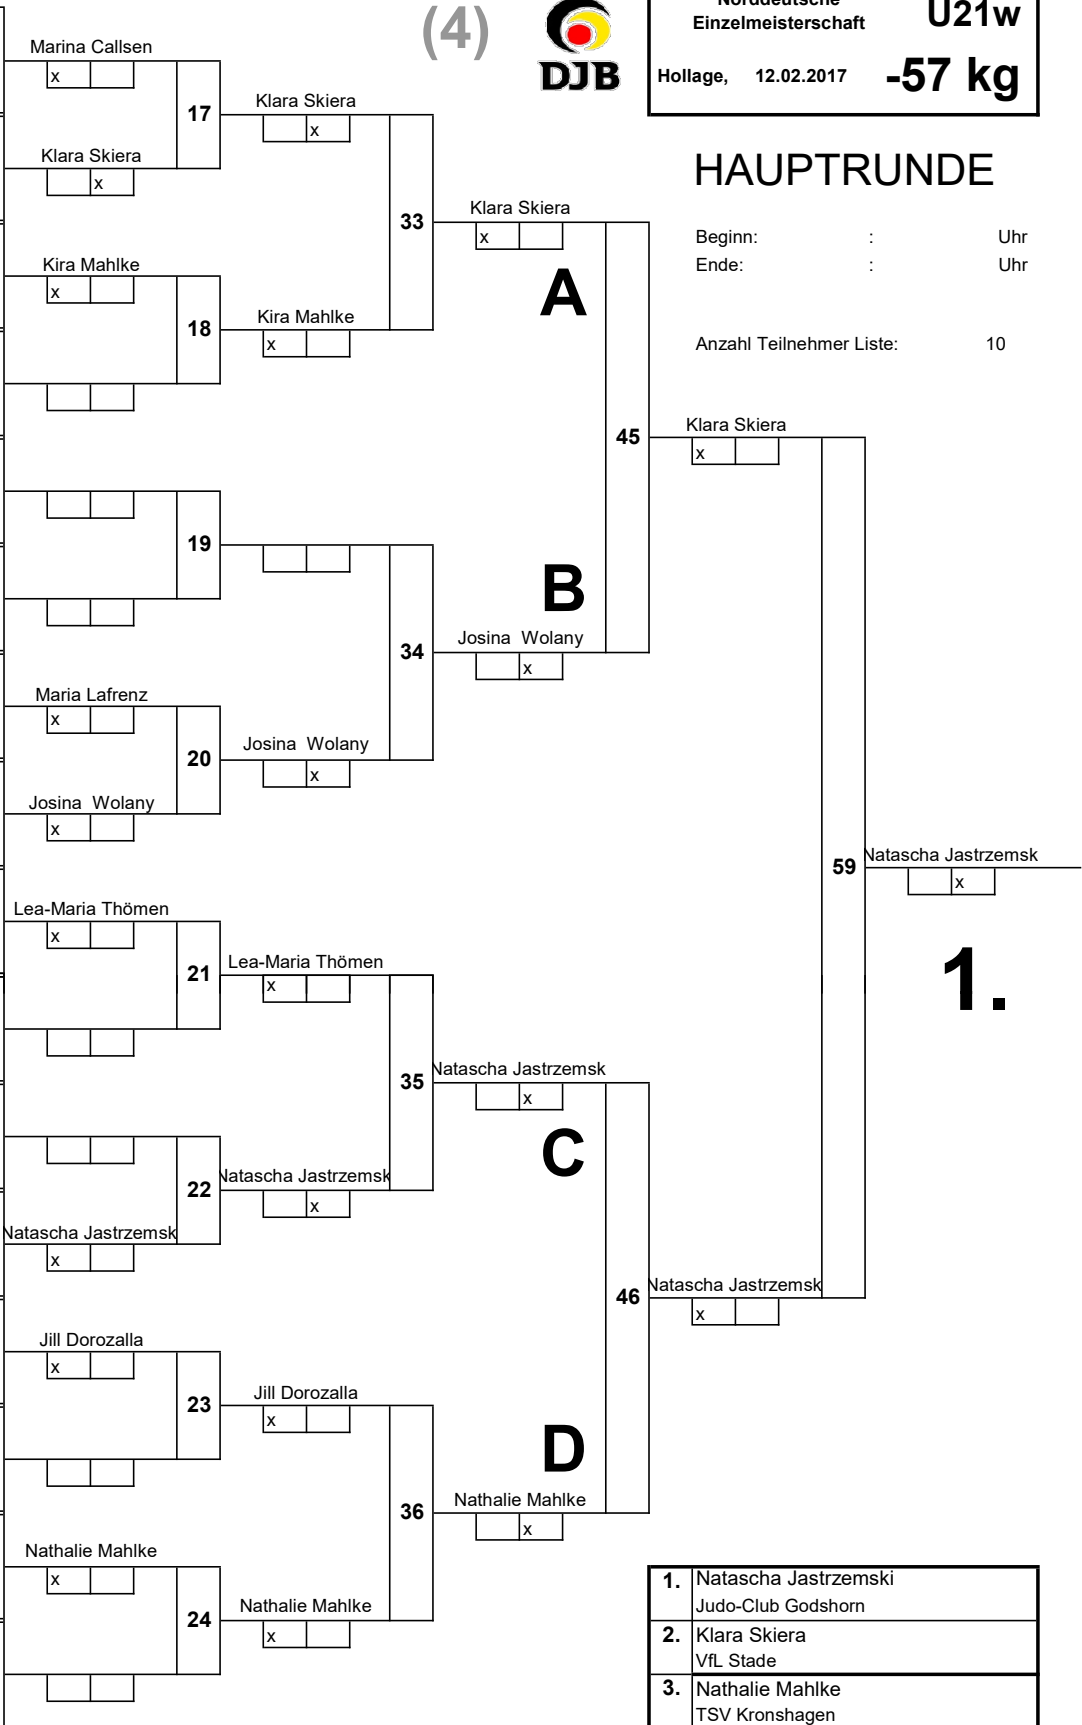 Norddeutsche
Einzelmeisterschaft
U21w
(4)
DJB
Hollage, 12.02.2017
-57 kg
HAUPTRUNDE
Beginn: : Uhr
Ende: : Uhr
Anzahl Teilnehmer Liste: 10
Marina Callsen
x
17
Klara Skiera
x
Klara Skiera
x
33
Klara Skiera
x
A
Kira Mahlke
x
18
Kira Mahlke
x
45
Klara Skiera
x
19
B
34
Josina Wolany
x
Maria Lafrenz
x
20
Josina Wolany
x
Josina Wolany
x
59
Natascha Jastrzemsk
x
1.
Lea-Maria Thömen
x
21
Lea-Maria Thömen
x
35
Natascha Jastrzemsk
x
C
22
Natascha Jastrzemsk
x
Natascha Jastrzemsk
x
46
Natascha Jastrzemsk
x
Jill Dorozalla
x
23
Jill Dorozalla
x
D
36
Nathalie Mahlke
x
Nathalie Mahlke
x
24
Nathalie Mahlke
x
1. Natascha Jastrzemski
Judo-Club Godshorn
2. Klara Skiera
VfL Stade
3. Nathalie Mahlke
TSV Kronshagen